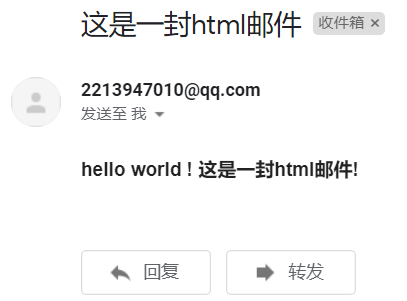 这是一封html邮件 收件箱 ×
2213947010@qq.com
发送至 我
hello world ! 这是一封html邮件!
回复 转发